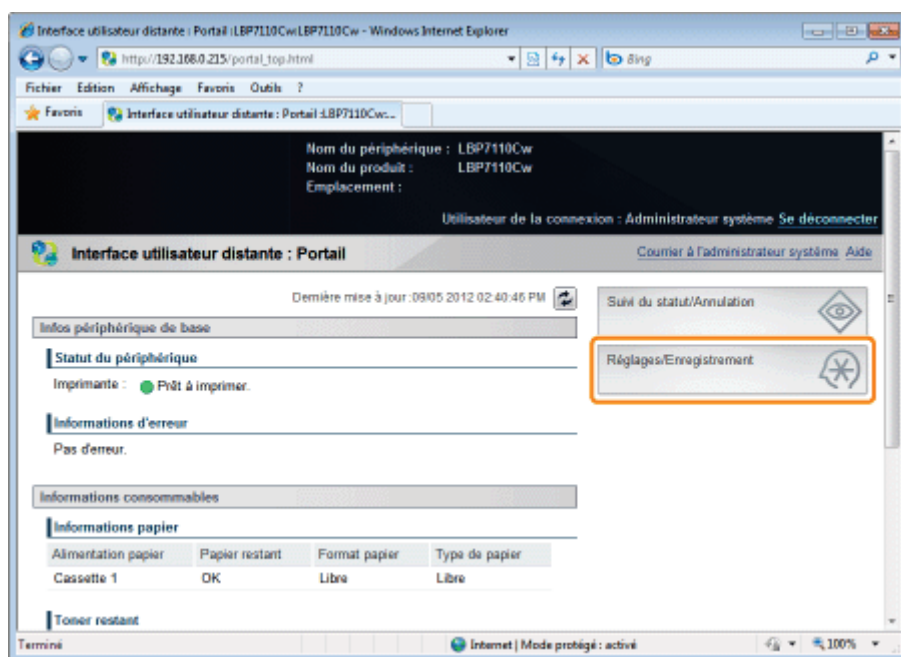 Interface utilisateur distante : Portail : LBP7110Cw:LBP7110Cw - Windows Internet Explorer
http://192.168.0.215/portal_top.html
Bing
Fichier Edition Affichage Favoris Outils ?
Favoris Interface utilisateur distante : Portail :LBP7110Cw:...
Nom du périphérique : LBP7110Cw
Nom du produit : LBP7110Cw
Emplacement :
Utilisateur de la connexion : Administrateur système Se déconnecter
Interface utilisateur distante : Portail Courrier à l'administrateur système Aide
Dernière mise à jour :09/05 2012 02:40:46 PM
Suivi du statut/Annulation
Infos périphérique de base
Statut du périphérique
Réglages/Enregistrement
Imprimante : Prêt à imprimer.
Informations d'erreur
Pas d'erreur.
Informations consommables
Informations papier
Alimentation papier Papier restant Format papier Type de papier
Cassette 1 OK Libre Libre
Toner restant
Terminé Internet | Mode protégé : activé 100%